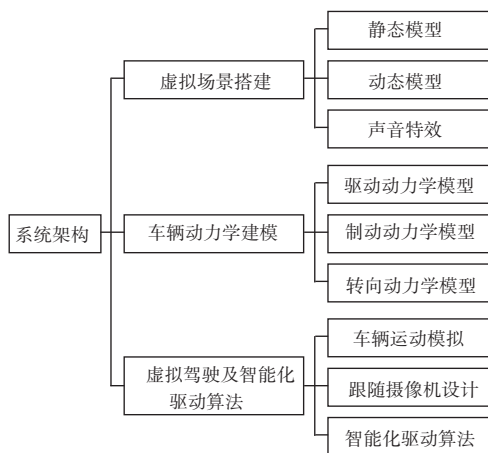 静态模型
虚拟场景搭建
动态模型
声音特效
驱动动力学模型
系统架构
车辆动力学建模
制动动力学模型
转向动力学模型
车辆运动模拟
虚拟驾驶及智能化
驱动算法
跟随摄像机设计
智能化驱动算法